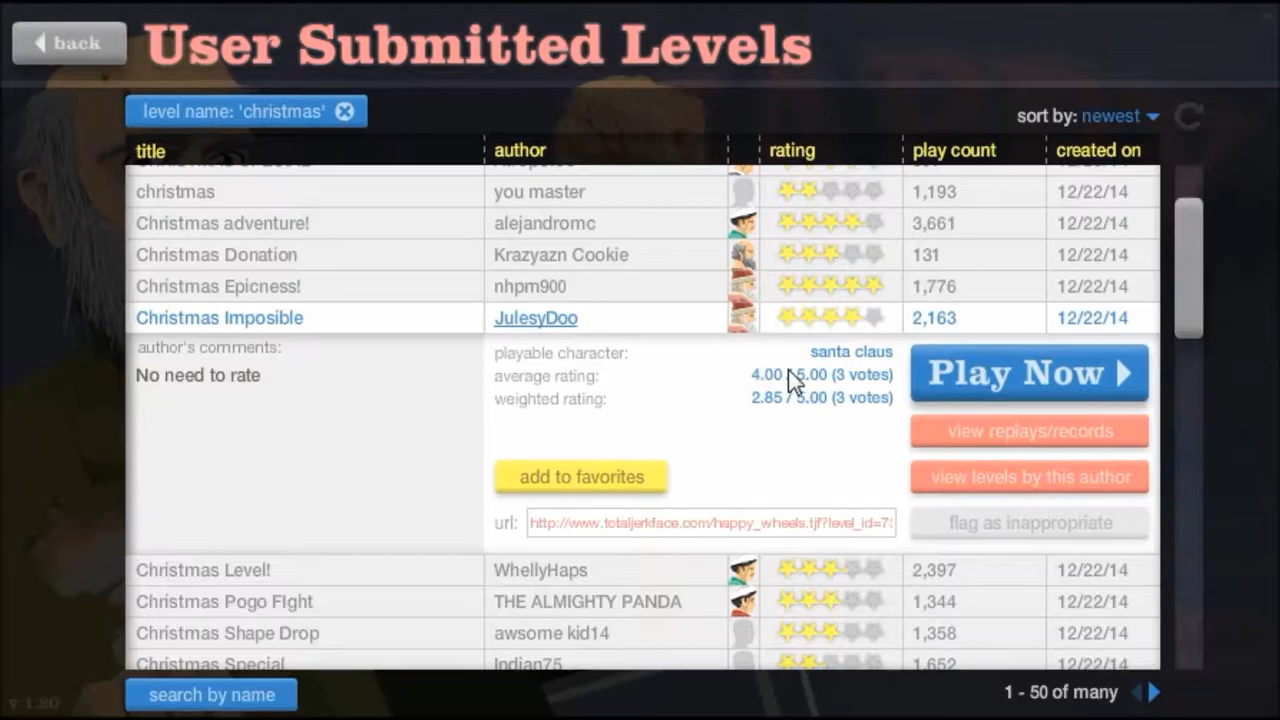 back
User Submitted Levels
level name: 'christmas'
sort by: newest
title author rating play count created on
christmas you master 1,193 12/22/14
Christmas adventure! alejandromc 3,661 12/22/14
Christmas Donation Krazyazn Cookie 131 12/22/14
Christmas Epicness! nhpm900 1,776 12/22/14
Christmas Imposible JulesyDoo 2,163 12/22/14
author's comments:
No need to rate
playable character: santa claus
average rating: 4.00 / 5.00 (3 votes)
weighted rating: 2.85 / 5.00 (3 votes)
Play Now
view replays/records
add to favorites
view levels by this author
url: http://www.totaljerkface.com/happy_wheels.tjf?level_id=7
flag as inappropriate
Christmas Level! WhellyHaps 2,397 12/22/14
Christmas Pogo FIght THE ALMIGHTY PANDA 1,344 12/22/14
Christmas Shape Drop awsome kid14 1,358 12/22/14
Christmas Special Indian75 1,652 12/22/14
search by name
1 - 50 of many
v 1.80